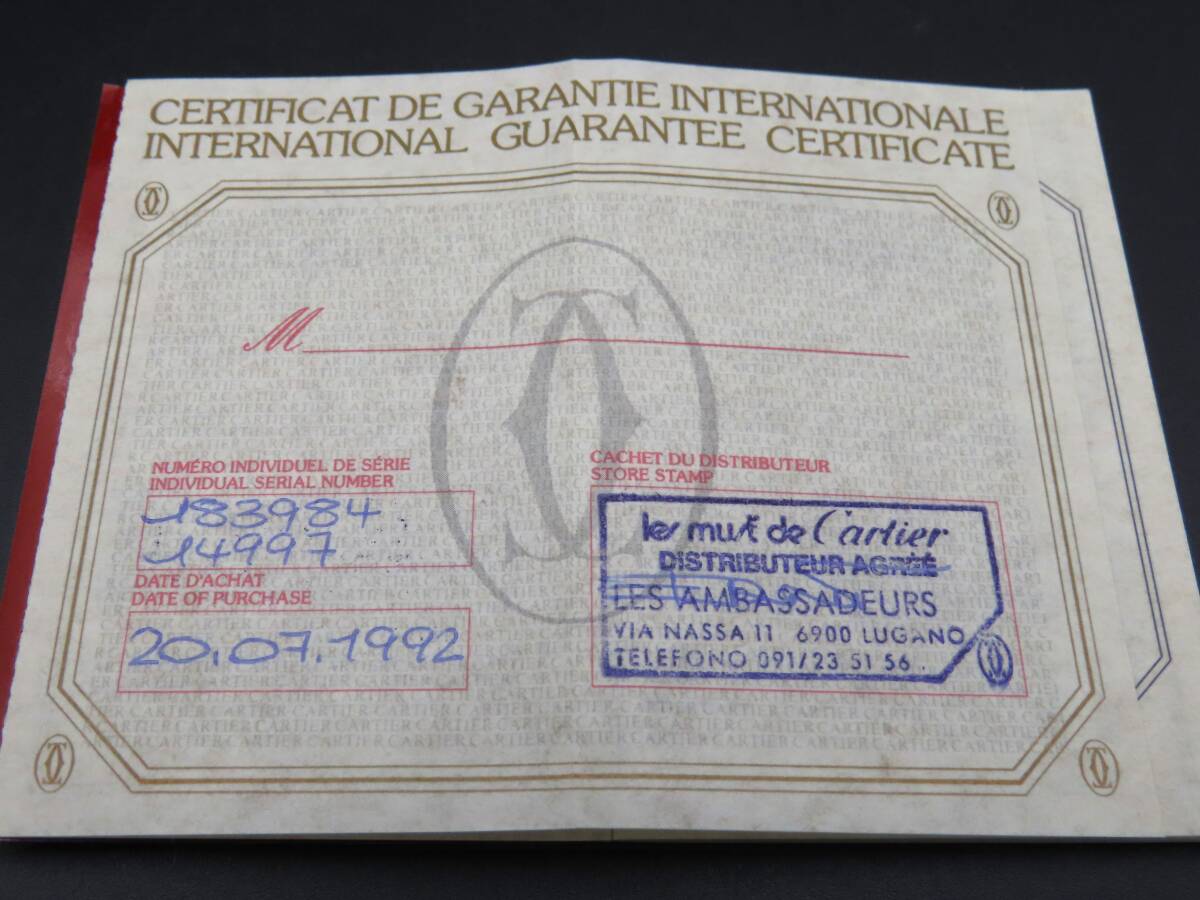 CERTIFICAT DE GARANTIE INTERNATIONALE
INTERNATIONAL GUARANTEE CERTIFICATE
M
NUMÉRO INDIVIDUEL DE SÉRIE
INDIVIDUAL SERIAL NUMBER
183984
14997
DATE D'ACHAT
DATE OF PURCHASE
20.07.1992
CACHET DU DISTRIBUTEUR
STORE STAMP
les must de Cartier
DISTRIBUTEUR AGRÉÉ
LES AMBASSADEURS
VIA NASSA 11 6900 LUGANO
TELEFONO 091/23 51 56